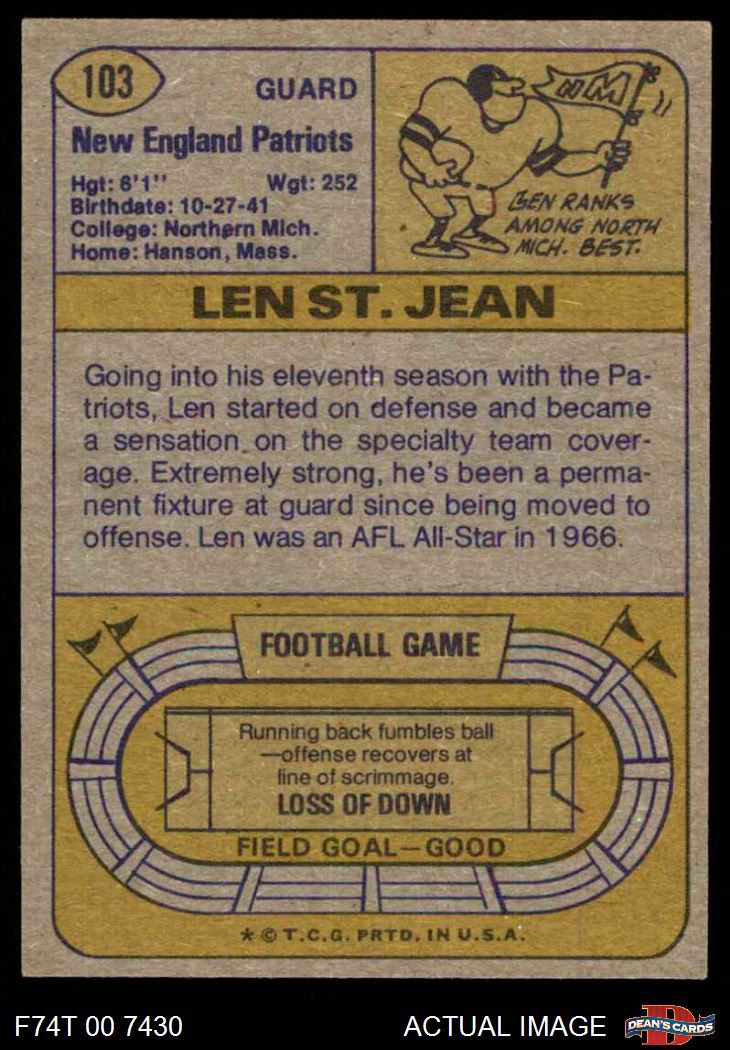 103
GUARD
New England Patriots
Hgt: 6'1'' Wgt: 252
Birthdate: 10-27-41
College: Northern Mich.
Home: Hanson, Mass.
NM
LEN RANKS
AMONG NORTH
MICH. BEST.
LEN ST. JEAN
Going into his eleventh season with the Pa-
triots, Len started on defense and became
a sensation on the specialty team cover-
age. Extremely strong, he's been a perma-
nent fixture at guard since being moved to
offense. Len was an AFL All-Star in 1966.
FOOTBALL GAME
Running back fumbles ball
—offense recovers at
line of scrimmage.
LOSS OF DOWN
FIELD GOAL—GOOD
* © T.C.G. PRTD. IN U.S.A.
F74T 00 7430 ACTUAL IMAGE
D
DEAN'S CARDS